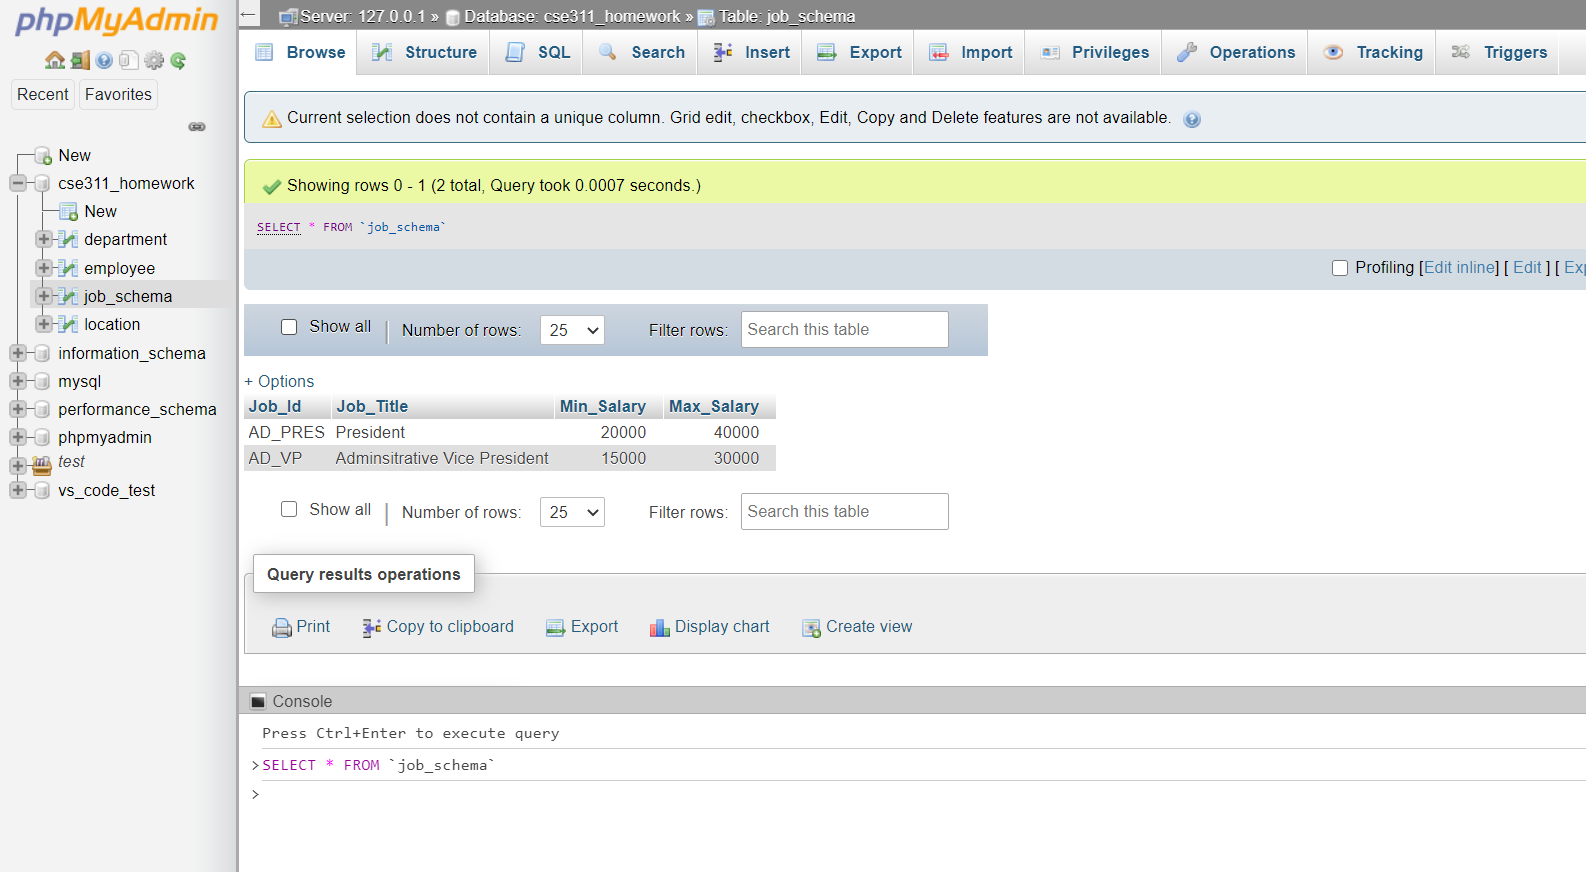 phpMyAdmin
Recent Favorites
New
cse311_homework
New
department
employee
job_schema
location
information_schema
mysql
performance_schema
phpmyadmin
test
vs_code_test
← Server: 127.0.0.1 » Database: cse311_homework » Table: job_schema
Browse Structure SQL Search Insert Export Import Privileges Operations Tracking Triggers
Current selection does not contain a unique column. Grid edit, checkbox, Edit, Copy and Delete features are not available.
Showing rows 0 - 1 (2 total, Query took 0.0007 seconds.)
SELECT * FROM `job_schema`
Profiling [Edit inline] [ Edit ] [ Exp
Show all | Number of rows: 25 Filter rows: Search this table
+ Options
Job_Id Job_Title Min_Salary Max_Salary
AD_PRES President 20000 40000
AD_VP Adminsitrative Vice President 15000 30000
Show all | Number of rows: 25 Filter rows: Search this table
Query results operations
Print Copy to clipboard Export Display chart Create view
Console
Press Ctrl+Enter to execute query
>SELECT * FROM `job_schema`
>